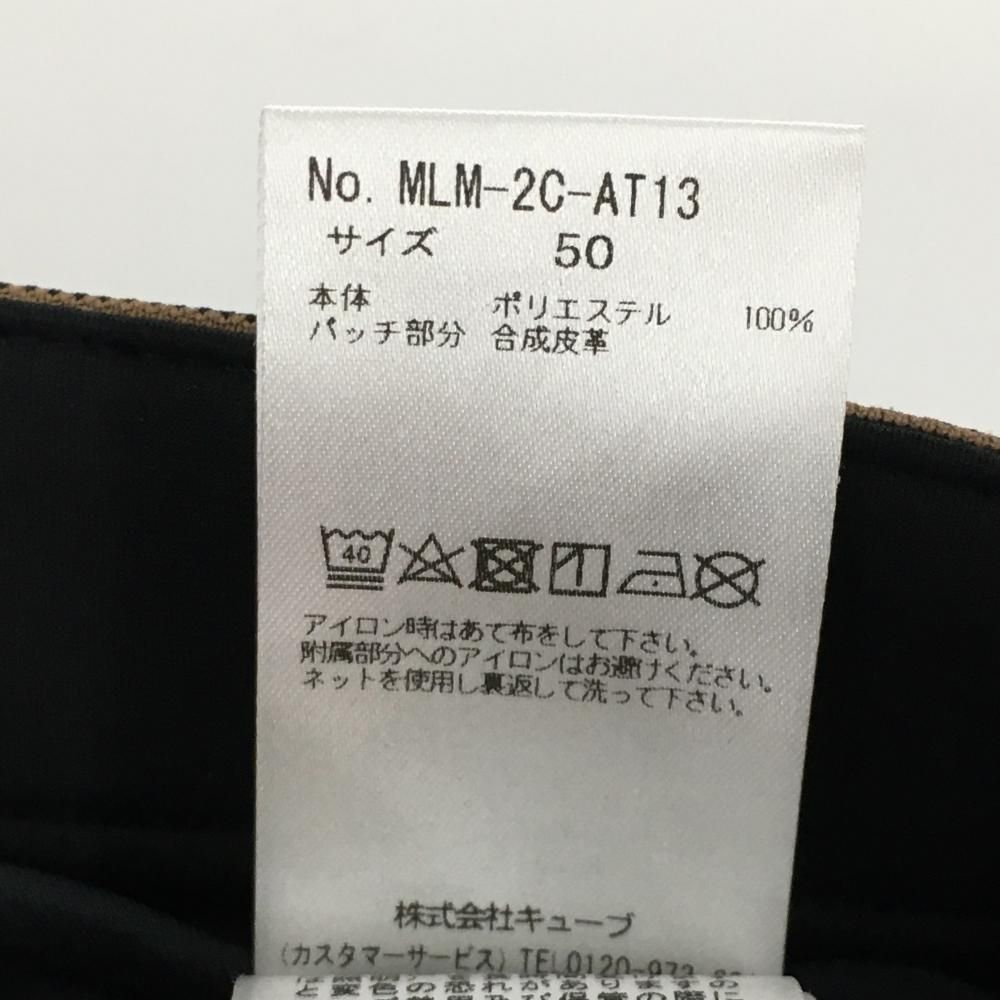 No. MLM-2C-AT13
サイズ 50
本体 ポリエステル 100%
パッチ部分 合成皮革
40
アイロン時はあて布をして下さい。
附属部分へのアイロンはお避けください。
ネットを使用し裏返して洗って下さい。
株式会社キューブ
(カスタマーサービス) TEL0120-973